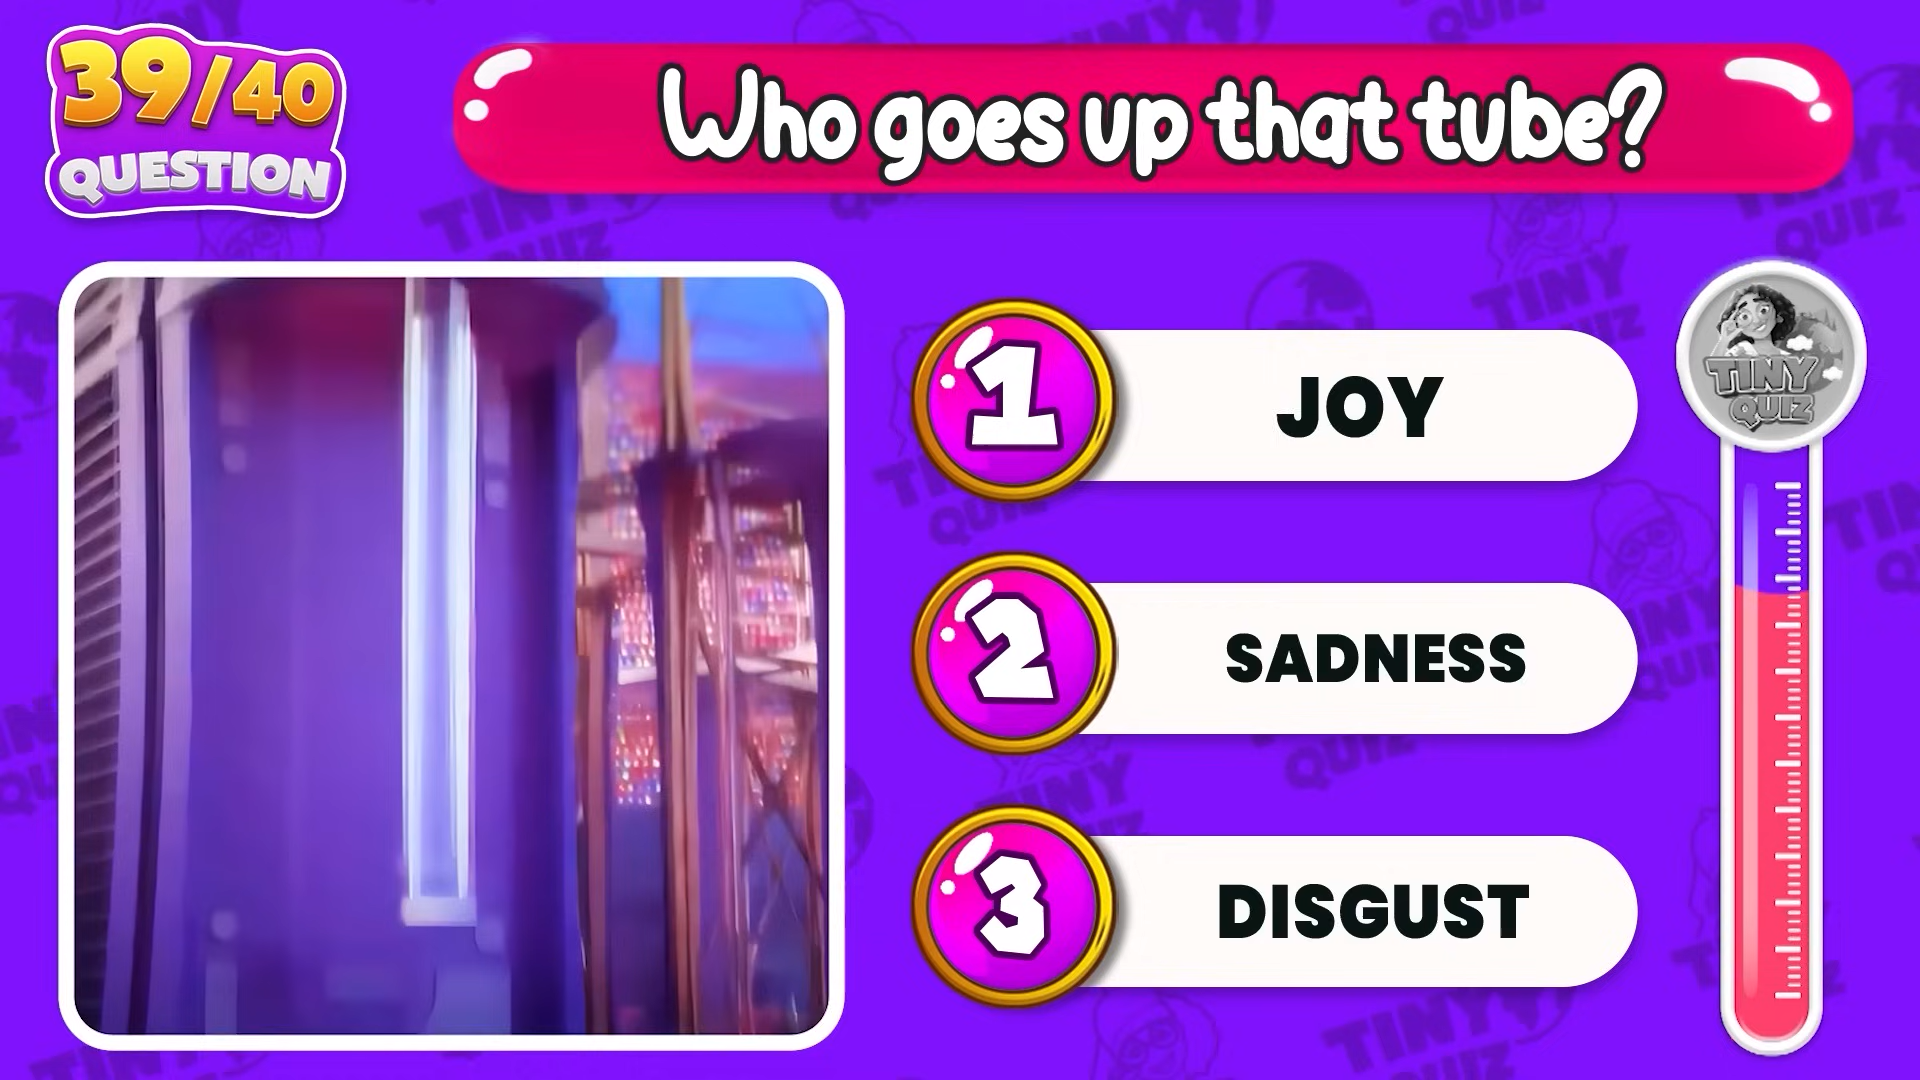 39/40
QUESTION
Who goes up that tube?
1
JOY
2
SADNESS
3
DISGUST
TINY
QUIZ